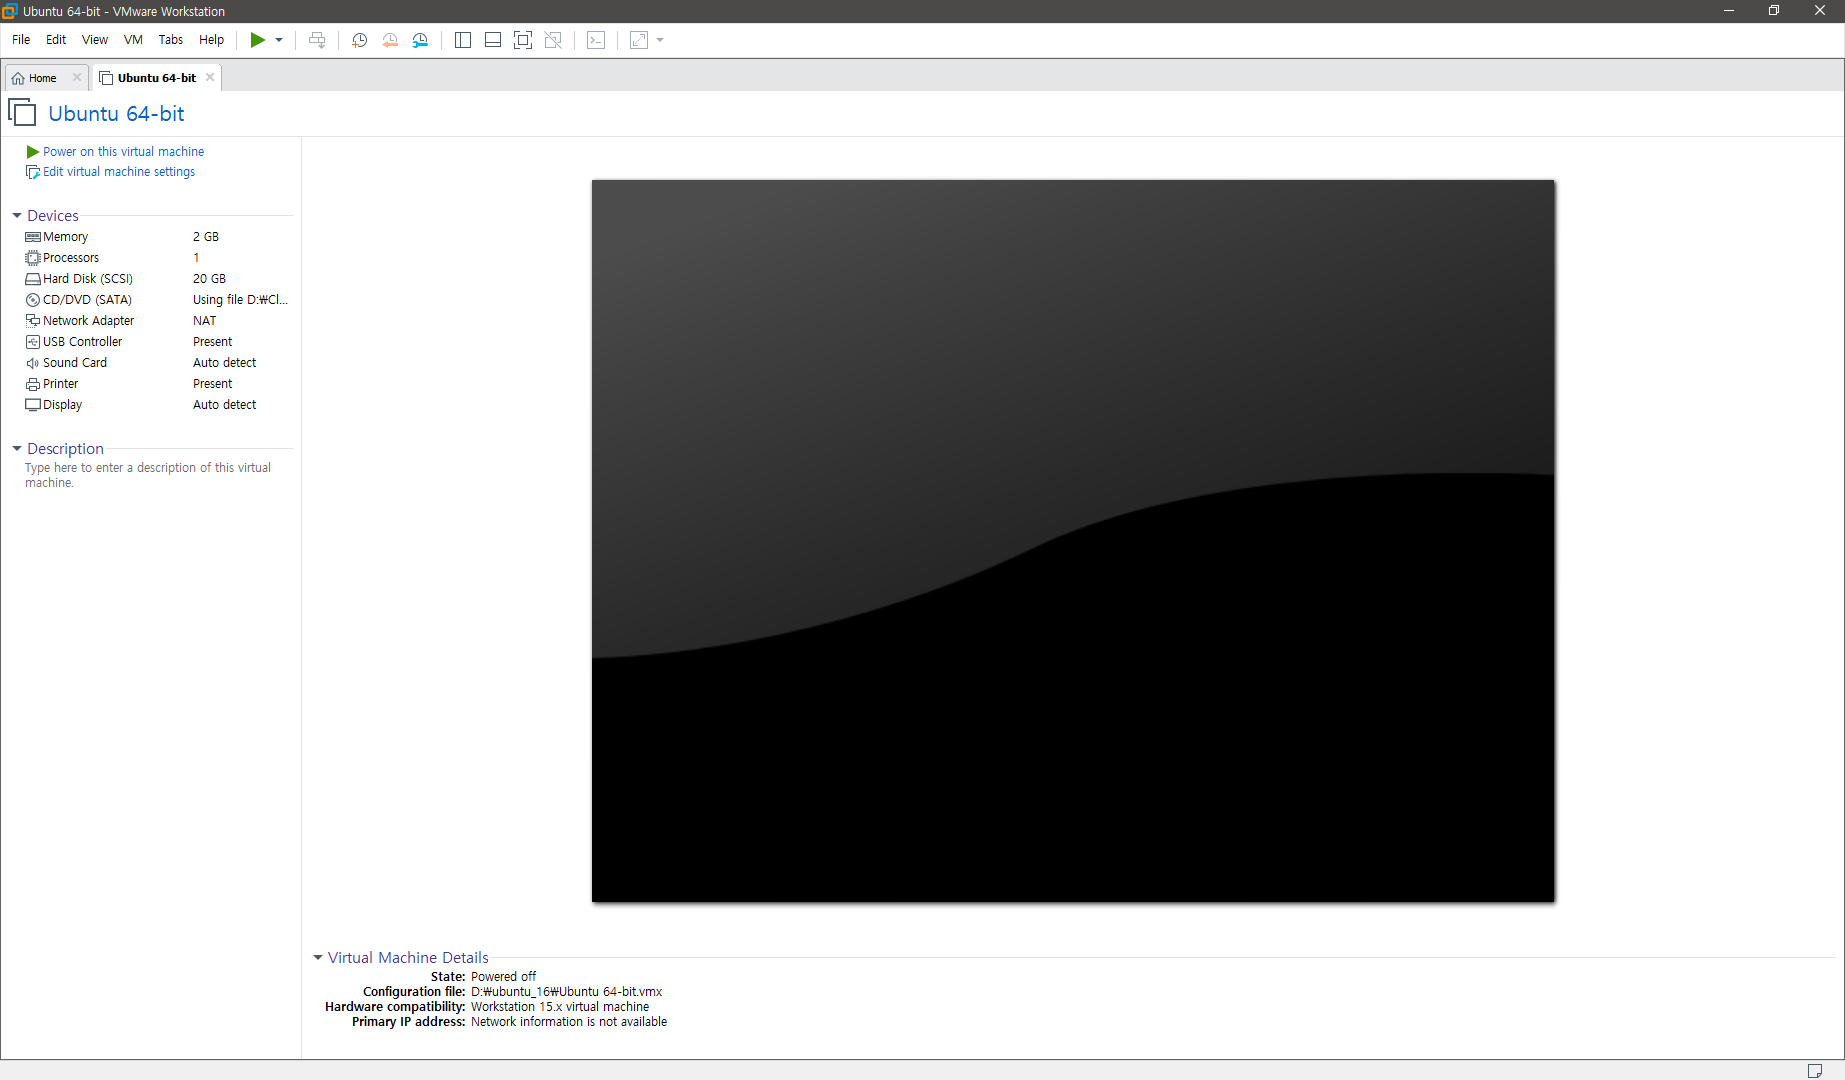 Ubuntu 64-bit - VMware Workstation
File Edit View VM Tabs Help
Home
Ubuntu 64-bit
Ubuntu 64-bit
Power on this virtual machine
Edit virtual machine settings
Devices
Memory 2 GB
Processors 1
Hard Disk (SCSI) 20 GB
CD/DVD (SATA) Using file D:₩Cl...
Network Adapter NAT
USB Controller Present
Sound Card Auto detect
Printer Present
Display Auto detect
Description
Type here to enter a description of this virtual
machine.
Virtual Machine Details
State: Powered off
Configuration file: D:₩ubuntu_16₩Ubuntu 64-bit.vmx
Hardware compatibility: Workstation 15.x virtual machine
Primary IP address: Network information is not available